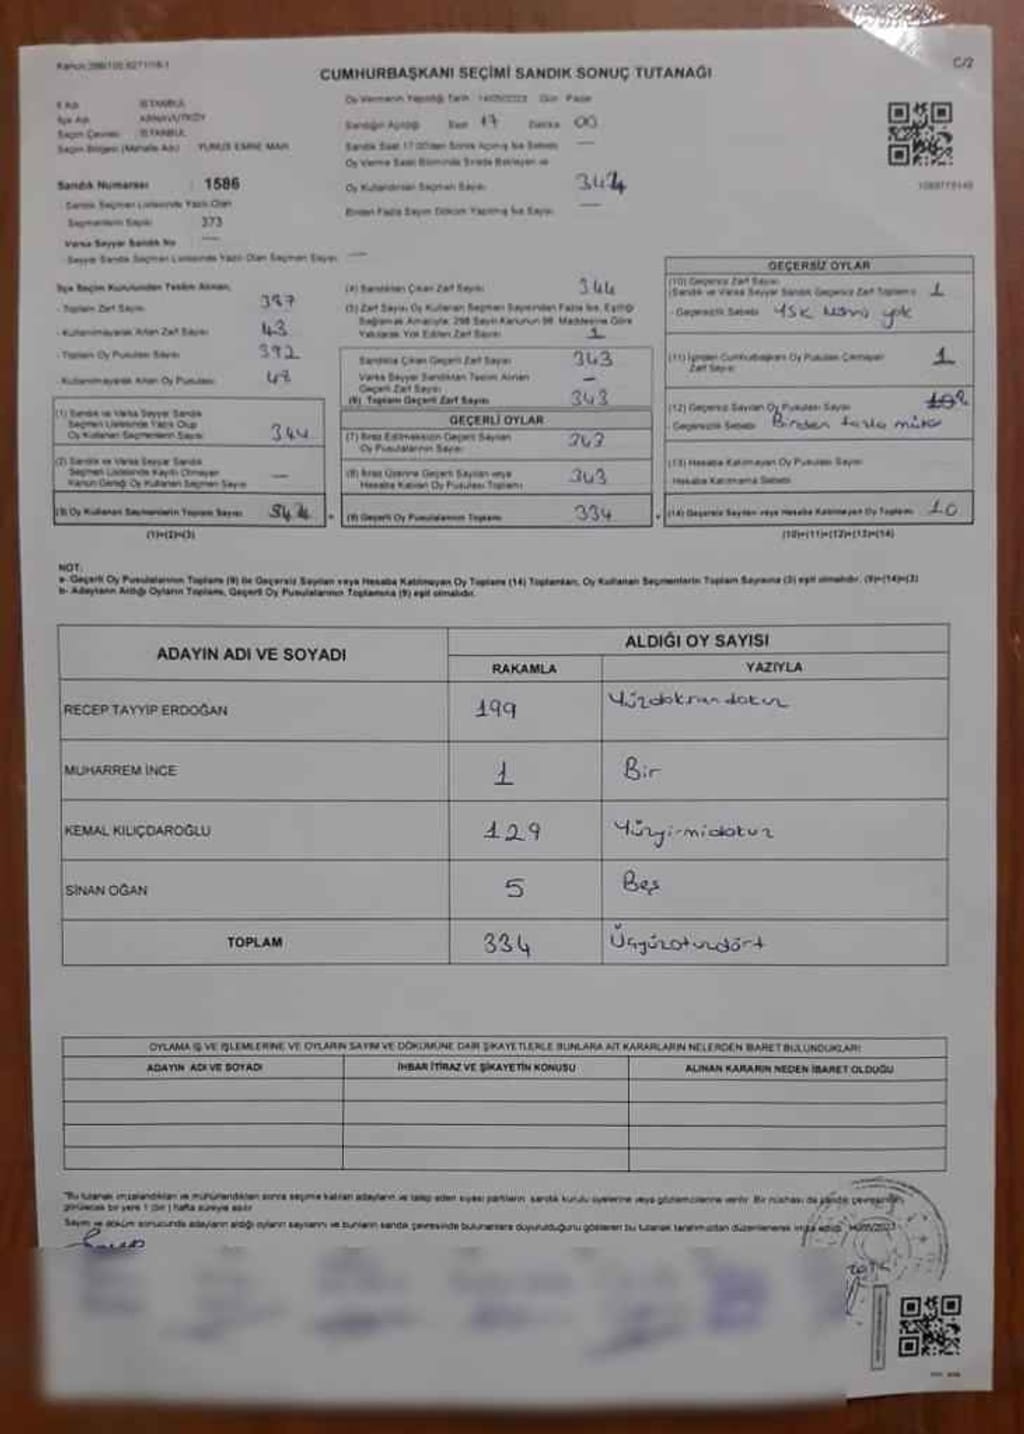 Kanun:298/105,6271/16-1
C/2
CUMHURBAŞKANI SEÇİMİ SANDIK SONUÇ TUTANAĞI
İl Adı İSTANBUL
İlçe Adı ARNAVUTKÖY
Seçim Çevresi İSTANBUL
Seçim Bölgesi (Mahalle Adı) YUNUS EMRE MAH.
Oy Vermenin Yapıldığı Tarih 14/05/2023 Gün Pazar
Sandığın Açıldığı Saat 17 Dakika 00
Sandık Saat 17.00'den Sonra Açılmış İse Sebebi
Oy Verme Saati Bitiminde Sırada Bekleyen ve
Oy Kullandırılan Seçmen Sayısı 344
Birden Fazla Sayım Döküm Yapılmış İse Sayısı
Sandık Numarası : 1586
- Sandık Seçmen Listesinde Yazılı Olan
Seçmenlerin Sayısı 373
Varsa Seyyar Sandık No
- Seyyar Sandık Seçmen Listesinde Yazılı Olan Seçmen Sayısı
İlçe Seçim Kurulundan Teslim Alınan;
- Toplam Zarf Sayısı 387
- Kullanılmayarak Artan Zarf Sayısı 43
- Toplam Oy Pusulası Sayısı 392
- Kullanılmayarak Artan Oy Pusulası 48
(1) Sandık ve Varsa Seyyar Sandık
Seçmen Listesinde Yazılı Olup
Oy Kullanan Seçmenlerin Sayısı 344
(2) Sandık ve Varsa Seyyar Sandık
Seçmen Listesinde Kayıtlı Olmayan
Kanun Gereği Oy Kullanan Seçmen Sayısı —
(3) Oy Kullanan Seçmenlerin Toplam Sayısı 344
(1)+(2)=(3)
(4) Sandıktan Çıkan Zarf Sayısı 344
(5) Zarf Sayısı, Oy Kullanan Seçmen Sayısından Fazla İse, Eşitliği
Sağlamak Amacıyla; 298 Sayılı Kanunun 98. Maddesine Göre
Yakılarak Yok Edilen Zarf Sayısı 1
Sandıkta Çıkan Geçerli Zarf Sayısı 343
Varsa Seyyar Sandıktan Teslim Alınan
Geçerli Zarf Sayısı –
(6) Toplam Geçerli Zarf Sayısı 343
GEÇERLİ OYLAR
(7) İtiraz Edilmeksizin Geçerli Sayılan
Oy Pusulalarının Sayısı 343
(8) İtiraz Üzerine Geçerli Sayılan veya
Hesaba Katılan Oy Pusulası Toplamı 343
(9) Geçerli Oy Pusulalarının Toplamı 334
GEÇERSİZ OYLAR
(10) Geçersiz Zarf Sayısı
(Sandık ve Varsa Seyyar Sandık Geçersiz Zarf Toplamı) 1
- Geçersizlik Sebebi YSK yok
(11) İçinden Cumhurbaşkanı Oy Pusulası Çıkmayan
Zarf Sayısı 1
(12) Geçersiz Sayılan Oy Pusulası Sayısı
Geçersizlik Sebebi Birden fazla mühür
(13) Hesaba Katılmayan Oy Pusulası Sayısı
Hesaba Katılmama Sebebi
(14) Geçersiz Sayılan veya Hesaba Katılmayan Oy Toplamı 10
(10)+(11)+(12)+(13)=(14)
NOT:
a- Geçerli Oy Pusulalarının Toplamı (9) ile Geçersiz Sayılan veya Hesaba Katılmayan Oy Toplamı (14) Toplamları, Oy Kullanan Seçmenlerin Toplam Sayısına (3) eşit olmalıdır. (9)+(14)=(3)
b- Adayların Aldığı Oyların Toplamı, Geçerli Oy Pusulalarının Toplamına (9) eşit olmalıdır.
ADAYIN ADI VE SOYADI
ALDIĞI OY SAYISI
RAKAMLA YAZIYLA
RECEP TAYYİP ERDOĞAN 199 Yüzdoksandokuz
MUHARREM İNCE 1 Bir
KEMAL KILIÇDAROĞLU 129 Yüzyirmidokuz
SİNAN OĞAN 5 Beş
TOPLAM 334 Üçyüzotuzdört
OYLAMA İŞ VE İŞLEMLERİNE VE OYLARIN SAYIM VE DÖKÜMÜNE DAİR ŞİKAYETLERLE BUNLARA AİT KARARLARIN NELERDEN İBARET BULUNDUKLARI
ADAYIN ADI VE SOYADI İHBAR İTİRAZ VE ŞİKAYETİN KONUSU ALINAN KARARIN NEDEN İBARET OLDUĞU
"Bu tutanak imzalandıktan ve mühürlendikten sonra seçime katılan adayların ve talep eden siyasi partilerin sandık kurulu üyelerine veya gözlemcilerine verilir. Bir nüshası da sandık çevresinin
görülecek bir yere 1 (bir) hafta süreyle asılır
Sayım ve döküm sonucunda adayların aldığı oyların sayılarını ve bunların sandık çevresinde bulunanlara duyurulduğunu gösteren bu tutanak tarafımızdan düzenlenerek imza edildi. 14/05/2023